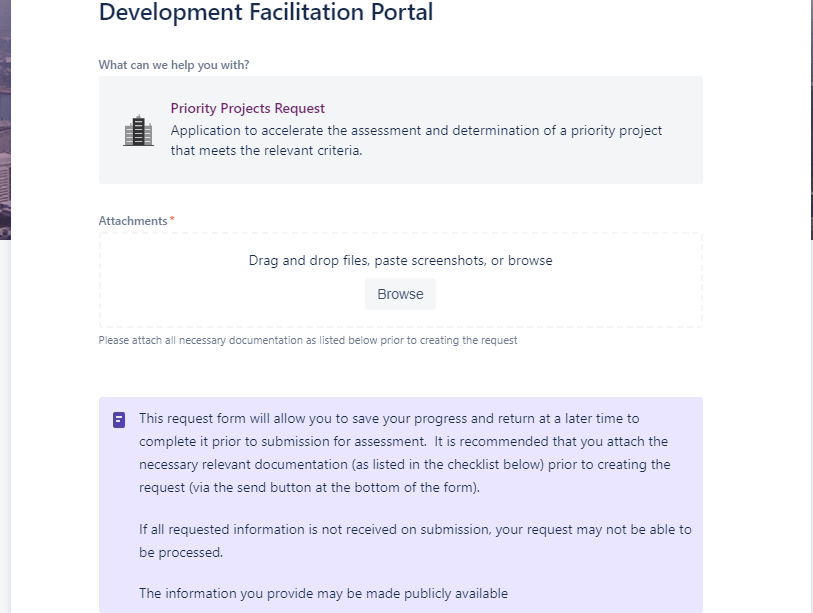 Development Facilitation Portal
What can we help you with?
Priority Projects Request
Application to accelerate the assessment and determination of a priority project
that meets the relevant criteria.
Attachments*
Drag and drop files, paste screenshots, or browse
Browse
Please attach all necessary documentation as listed below prior to creating the request
This request form will allow you to save your progress and return at a later time to
complete it prior to submission for assessment.  It is recommended that you attach the
necessary relevant documentation (as listed in the checklist below) prior to creating the
request (via the send button at the bottom of the form).
If all requested information is not received on submission, your request may not be able to
be processed.
The information you provide may be made publicly available